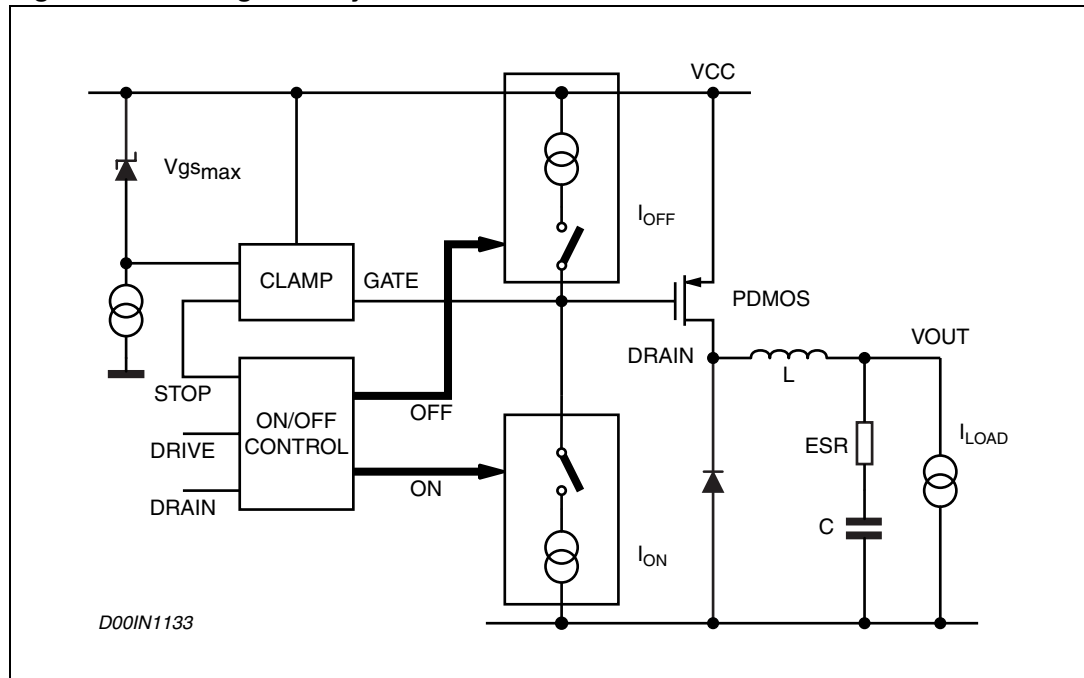 VCC
Vgsmax
IOFF
CLAMP
GATE
PDMOS
DRAIN
VOUT
L
STOP
OFF
ON/OFF
CONTROL
DRIVE
ESR
ILOAD
ON
DRAIN
C
ION
D00IN1133